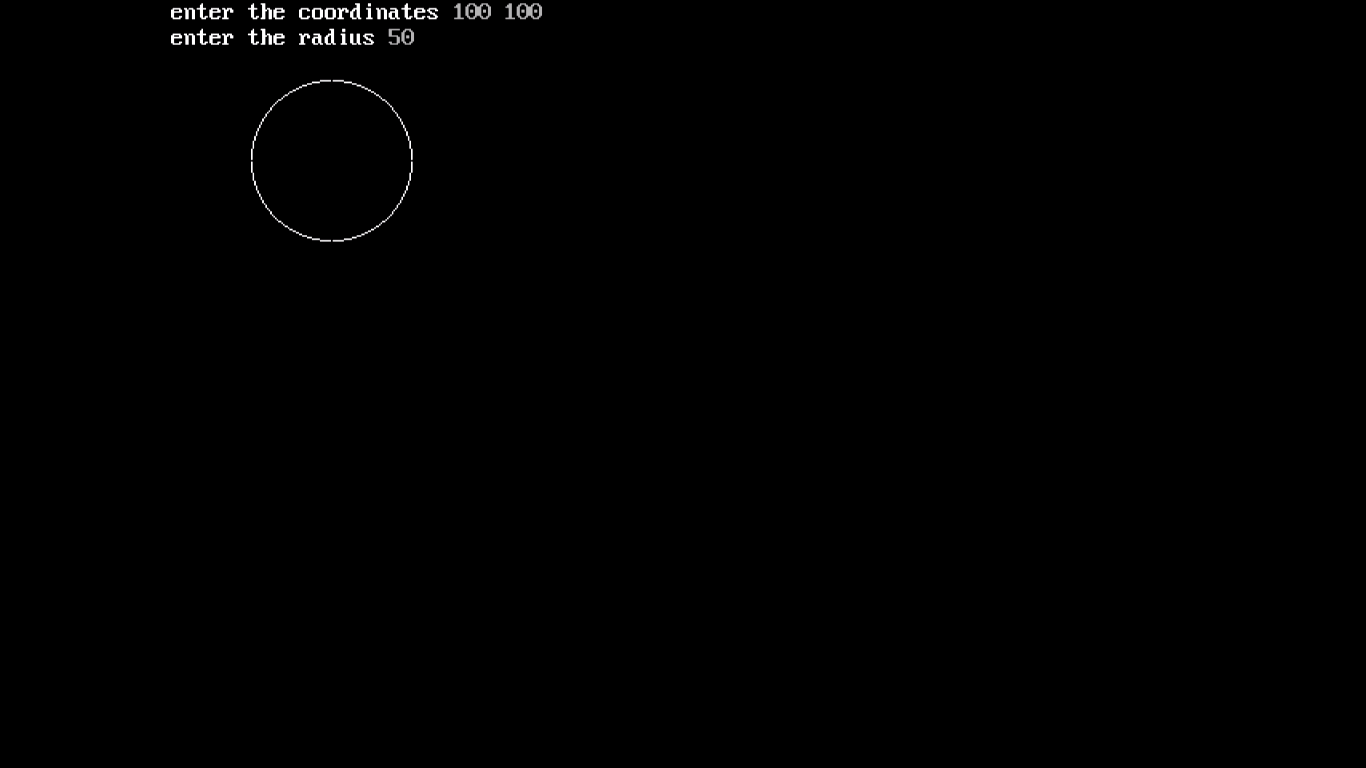 enter the coordinates 100 100
enter the radius 50